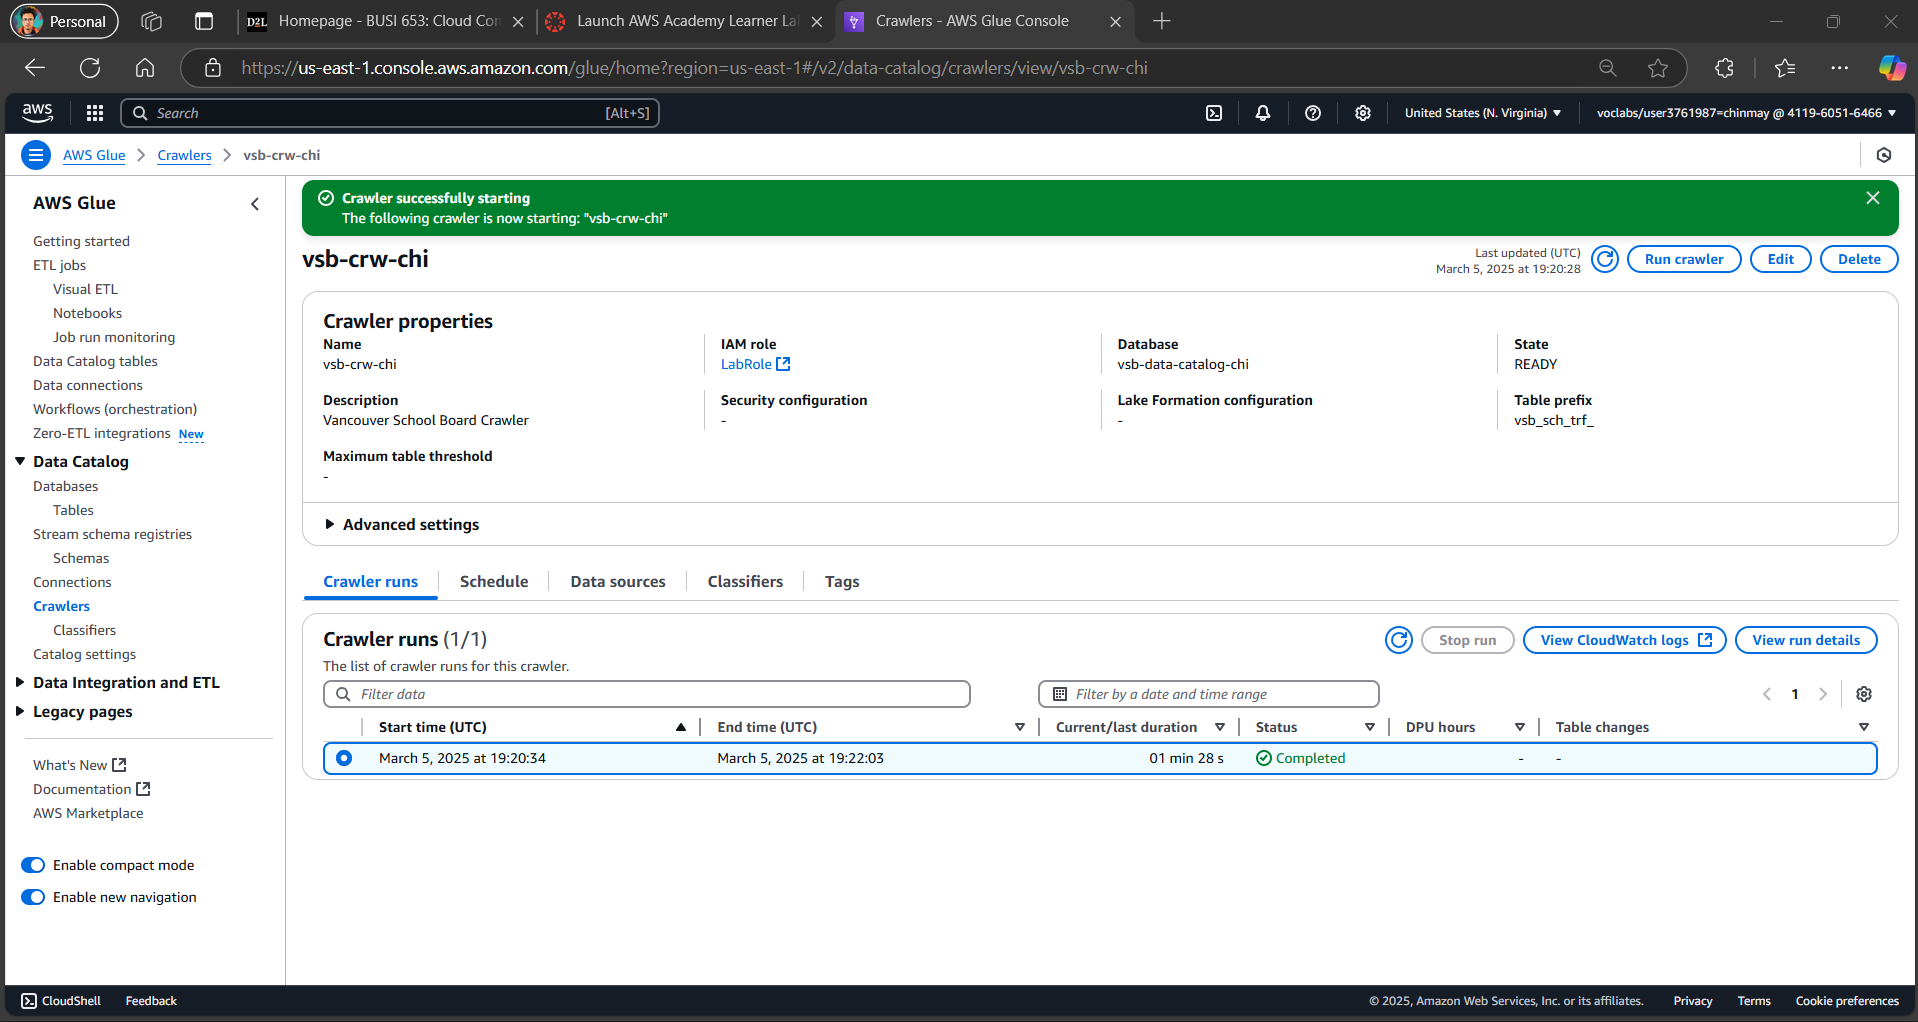 Personal
D2L Homepage - BUSI 653: Cloud Con
Launch AWS Academy Learner La
Crawlers - AWS Glue Console
https://us-east-1.console.aws.amazon.com/glue/home?region=us-east-1#/v2/data-catalog/crawlers/view/vsb-crw-chi
aws
Search
[Alt+S]
United States (N. Virginia)
voclabs/user3761987=chinmay @ 4119-6051-6466
AWS Glue
Crawlers
vsb-crw-chi
AWS Glue
Getting started
ETL jobs
Visual ETL
Notebooks
Job run monitoring
Data Catalog tables
Data connections
Workflows (orchestration)
Zero-ETL integrations New
Data Catalog
Databases
Tables
Stream schema registries
Schemas
Connections
Crawlers
Classifiers
Catalog settings
Data Integration and ETL
Legacy pages
What's New
Documentation
AWS Marketplace
Enable compact mode
Enable new navigation
Crawler successfully starting
The following crawler is now starting: "vsb-crw-chi"
vsb-crw-chi
Last updated (UTC)
March 5, 2025 at 19:20:28
Run crawler
Edit
Delete
Crawler properties
Name
vsb-crw-chi
IAM role
LabRole
Database
vsb-data-catalog-chi
State
READY
Description
Vancouver School Board Crawler
Security configuration
-
Lake Formation configuration
-
Table prefix
vsb_sch_trf_
Maximum table threshold
-
Advanced settings
Crawler runs
Schedule
Data sources
Classifiers
Tags
Crawler runs (1/1)
The list of crawler runs for this crawler.
Stop run
View CloudWatch logs
View run details
Filter data
Filter by a date and time range
1
Start time (UTC)
End time (UTC)
Current/last duration
Status
DPU hours
Table changes
March 5, 2025 at 19:20:34
March 5, 2025 at 19:22:03
01 min 28 s
Completed
-
-
CloudShell
Feedback
© 2025, Amazon Web Services, Inc. or its affiliates.
Privacy
Terms
Cookie preferences